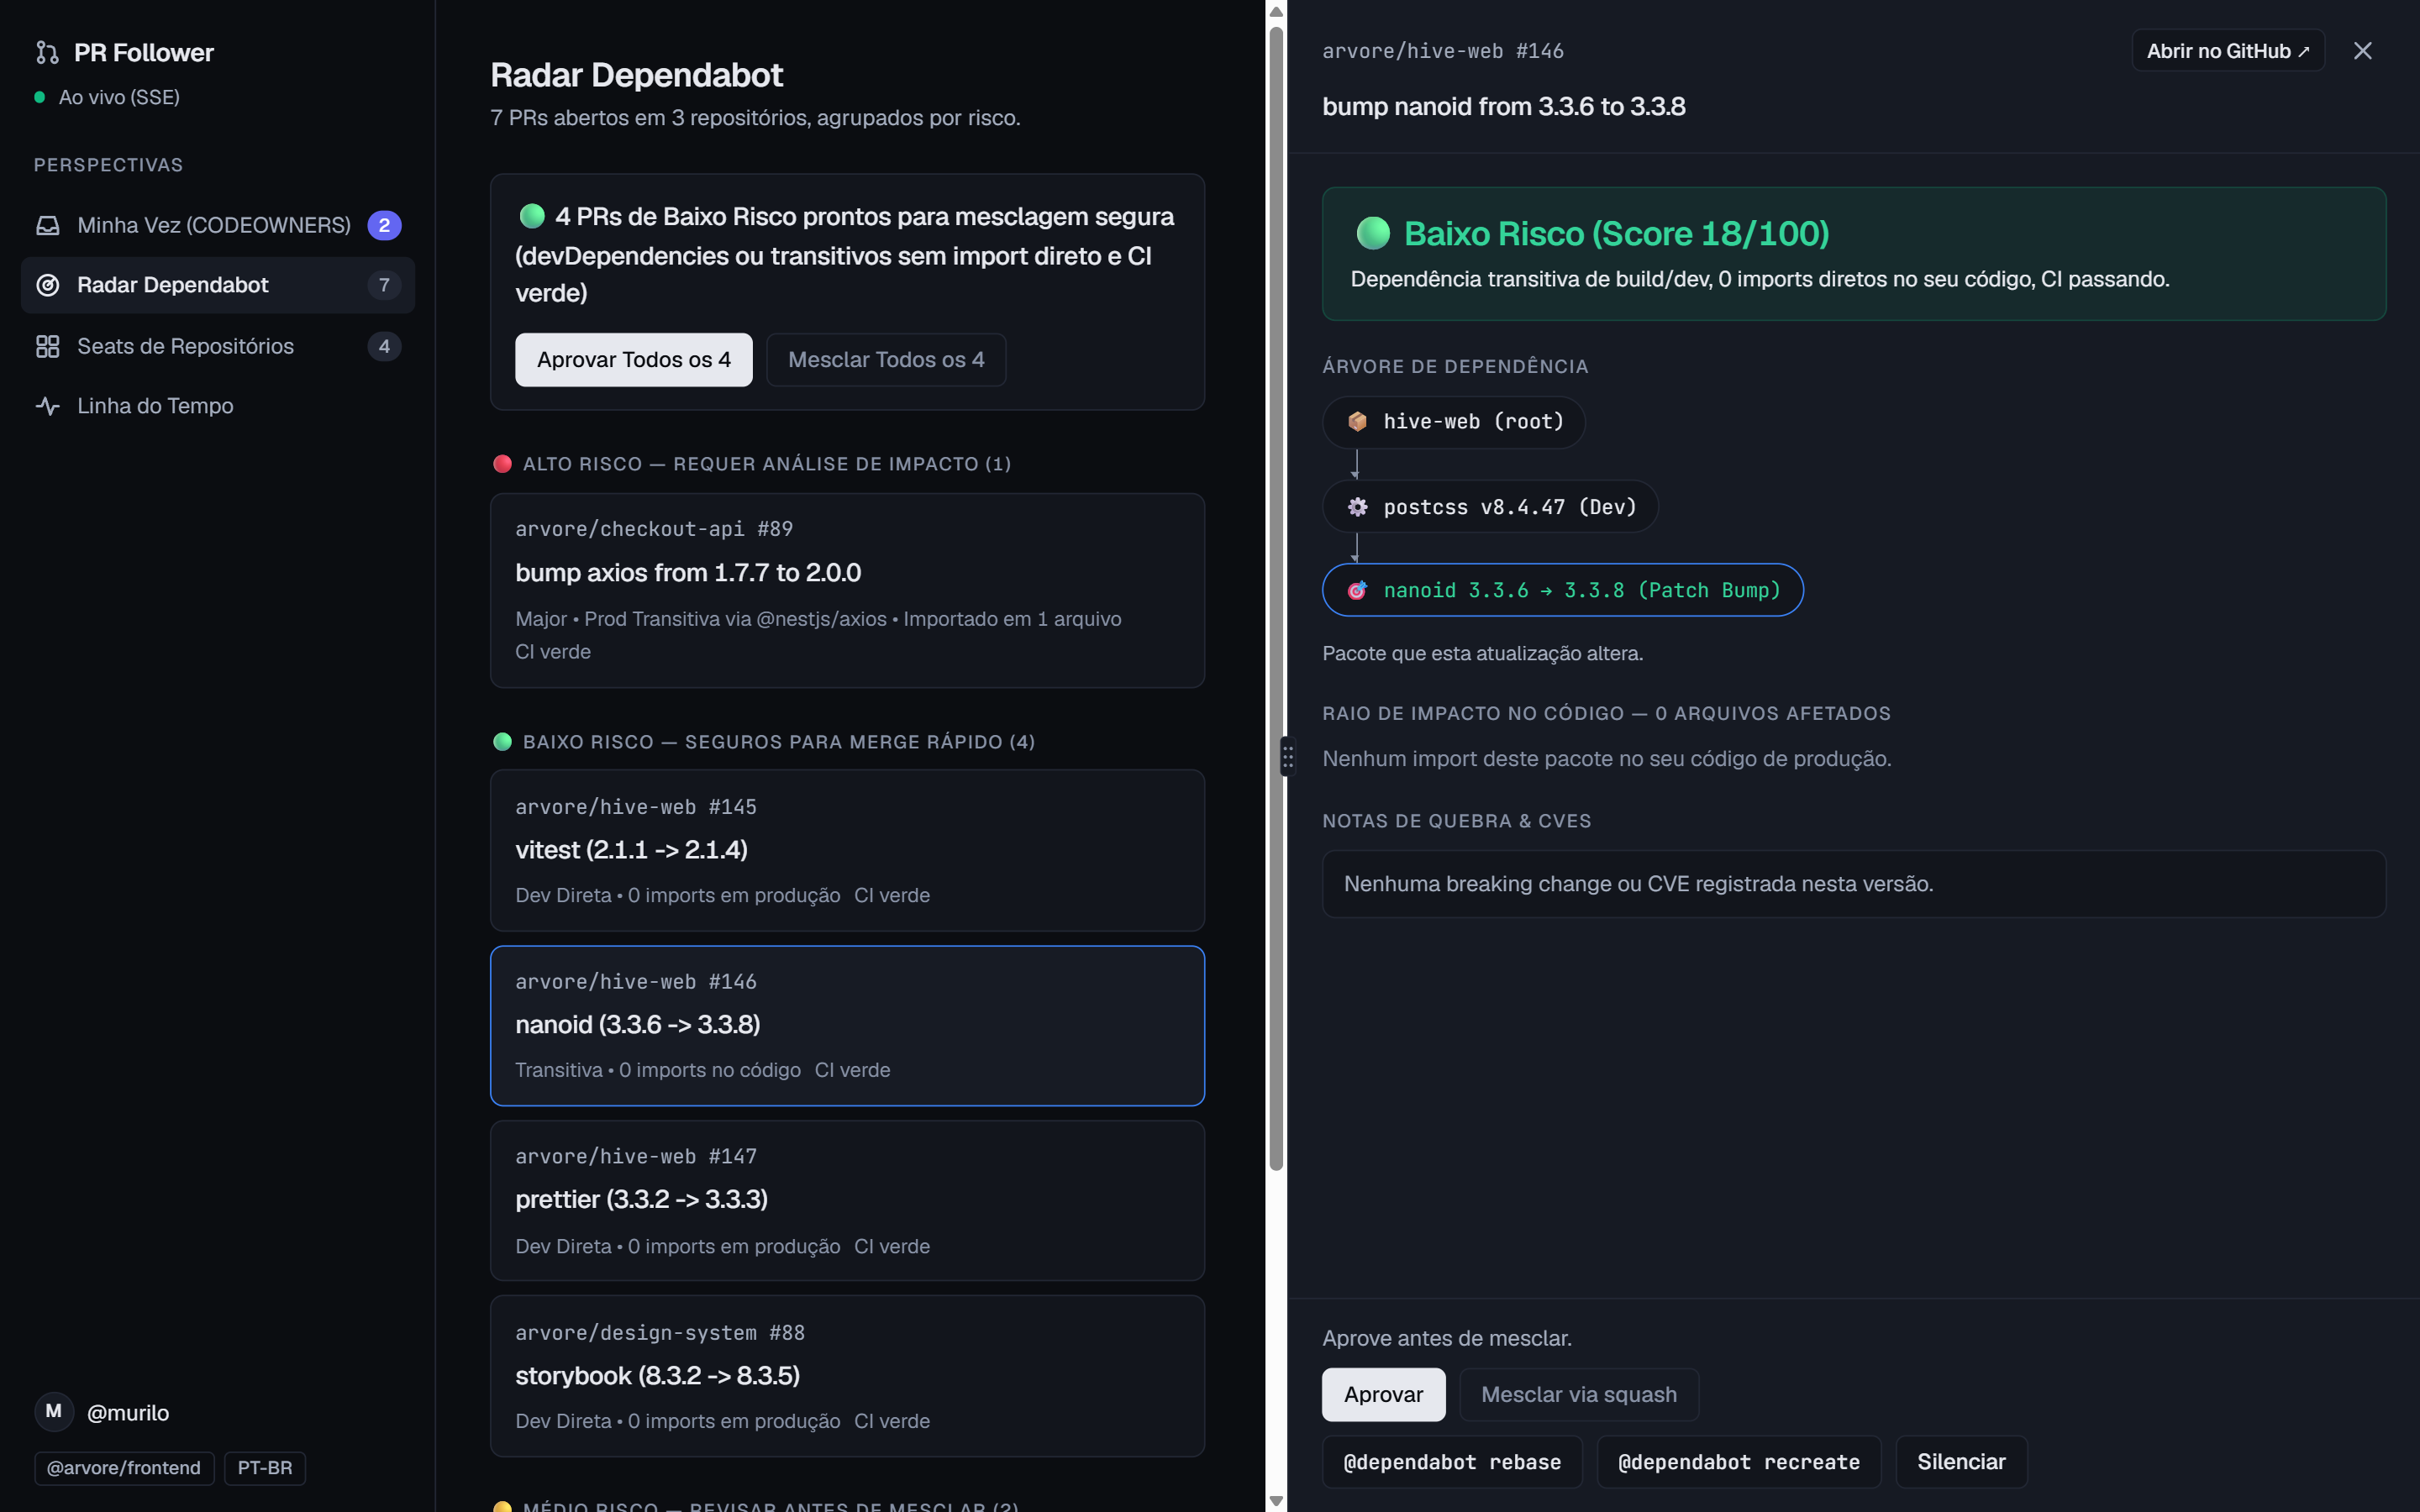 PR Follower
Ao vivo (SSE)
PERSPECTIVAS
Minha Vez (CODEOWNERS) 2
Radar Dependabot 7
Seats de Repositórios 4
Linha do Tempo
M @murilo
@arvore/frontend PT-BR
Radar Dependabot
7 PRs abertos em 3 repositórios, agrupados por risco.
4 PRs de Baixo Risco prontos para mesclagem segura
(devDependencies ou transitivos sem import direto e CI
verde)
Aprovar Todos os 4 Mesclar Todos os 4
ALTO RISCO — REQUER ANÁLISE DE IMPACTO (1)
arvore/checkout-api #89
bump axios from 1.7.7 to 2.0.0
Major • Prod Transitiva via @nestjs/axios • Importado em 1 arquivo
CI verde
BAIXO RISCO — SEGUROS PARA MERGE RÁPIDO (4)
arvore/hive-web #145
vitest (2.1.1 -> 2.1.4)
Dev Direta • 0 imports em produção CI verde
arvore/hive-web #146
nanoid (3.3.6 -> 3.3.8)
Transitiva • 0 imports no código CI verde
arvore/hive-web #147
prettier (3.3.2 -> 3.3.3)
Dev Direta • 0 imports em produção CI verde
arvore/design-system #88
storybook (8.3.2 -> 8.3.5)
Dev Direta • 0 imports em produção CI verde
MÉDIO RISCO — REVISAR ANTES DE MESCLAR (2)
arvore/hive-web #146
Abrir no GitHub ↗
bump nanoid from 3.3.6 to 3.3.8
Baixo Risco (Score 18/100)
Dependência transitiva de build/dev, 0 imports diretos no seu código, CI passando.
ÁRVORE DE DEPENDÊNCIA
hive-web (root)
postcss v8.4.47 (Dev)
nanoid 3.3.6 → 3.3.8 (Patch Bump)
Pacote que esta atualização altera.
RAIO DE IMPACTO NO CÓDIGO — 0 ARQUIVOS AFETADOS
Nenhum import deste pacote no seu código de produção.
NOTAS DE QUEBRA & CVES
Nenhuma breaking change ou CVE registrada nesta versão.
Aprove antes de mesclar.
Aprovar Mesclar via squash
@dependabot rebase @dependabot recreate Silenciar